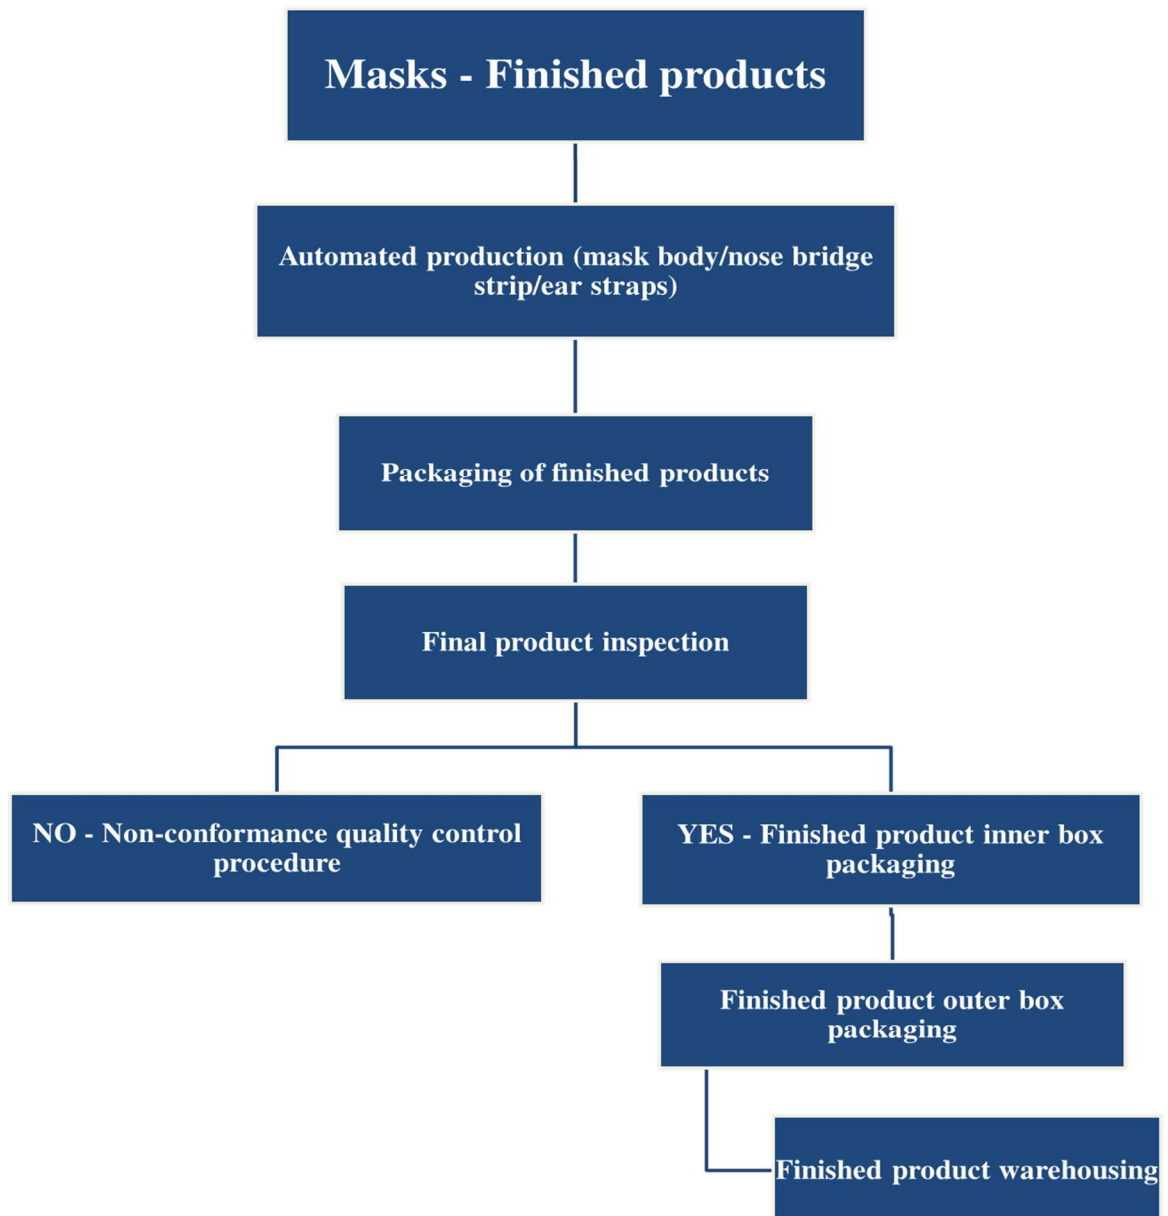 Masks - Finished products
Automated production (mask body/nose bridge
strip/ear straps)
Packaging of finished products
Final product inspection
NO - Non-conformance quality control
procedure
YES - Finished product inner box
packaging
Finished product outer box
packaging
Finished product warehousing